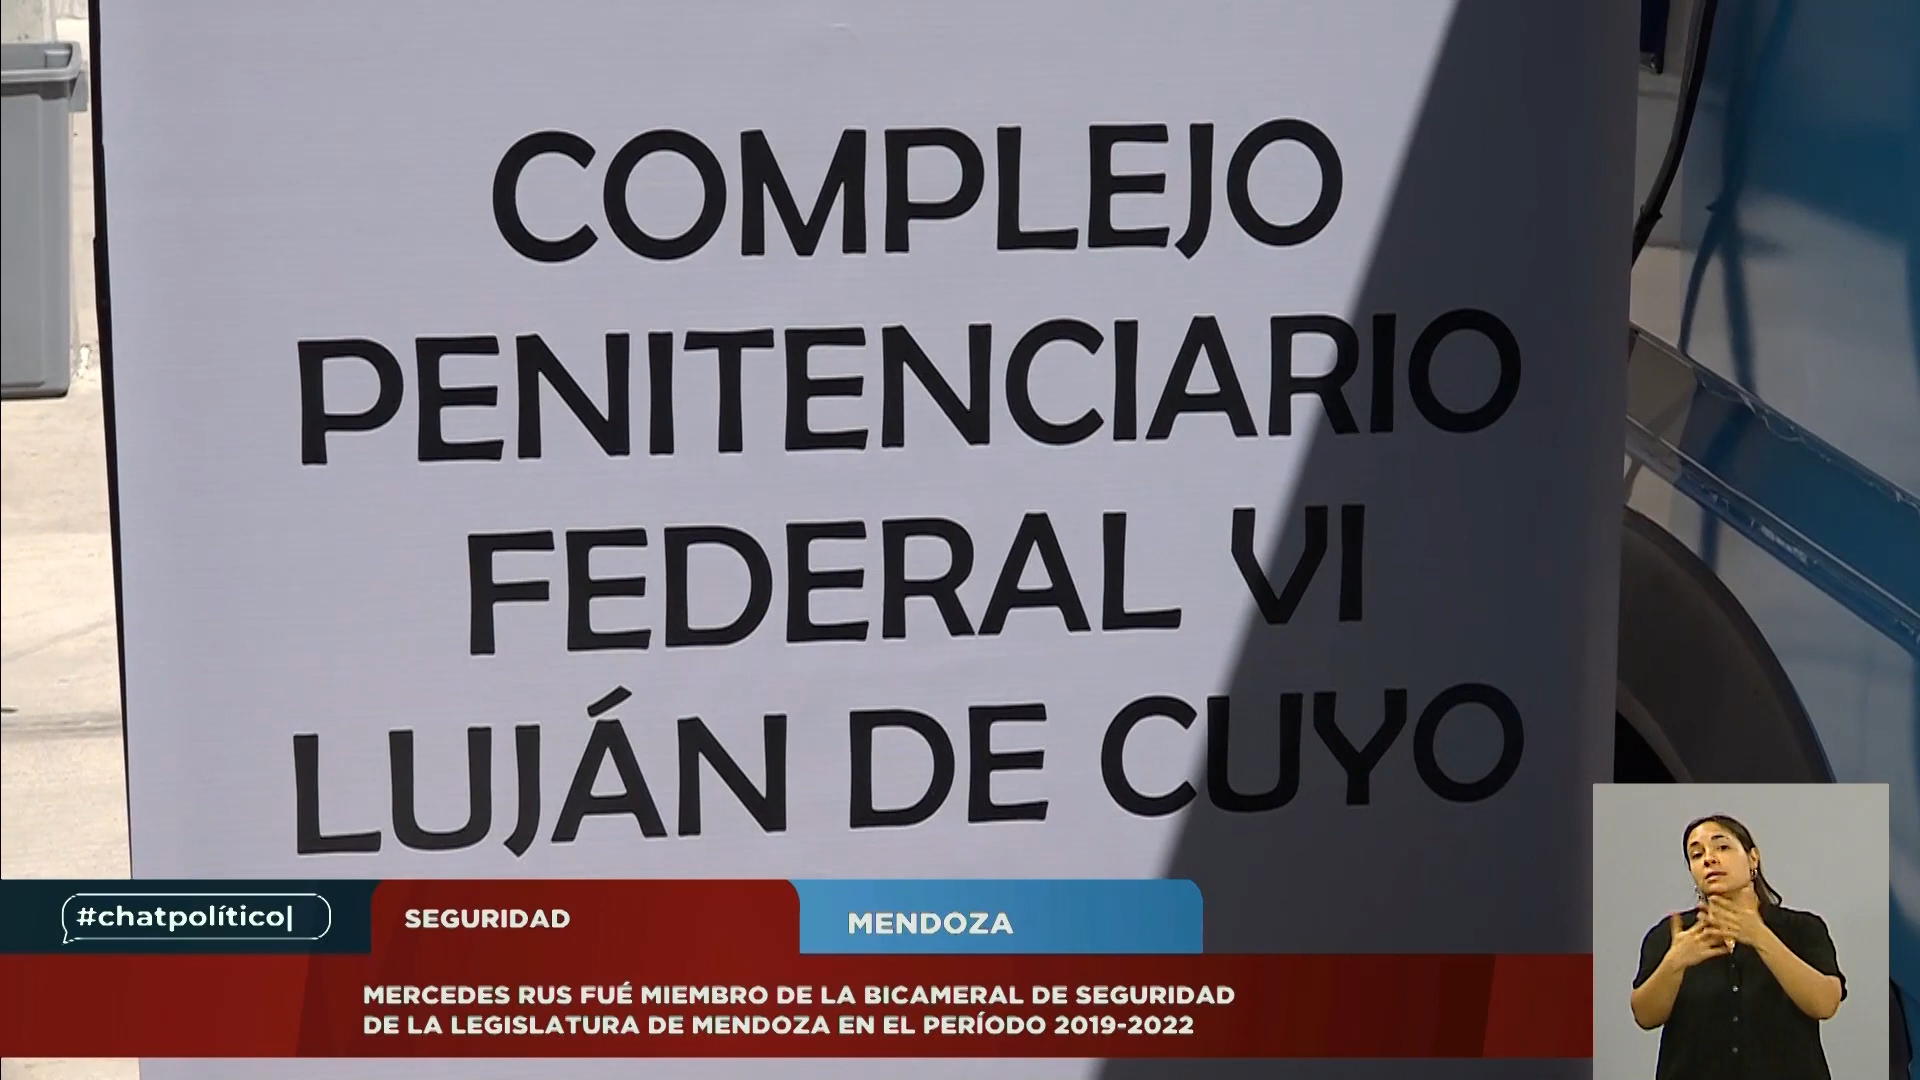 COMPLEJO
PENITENCIARIO
FEDERAL VI
LUJÁN DE CUYO
#chatpolítico|
SEGURIDAD
MENDOZA
MERCEDES RUS FUÉ MIEMBRO DE LA BICAMERAL DE SEGURIDAD
DE LA LEGISLATURA DE MENDOZA EN EL PERÍODO 2019-2022